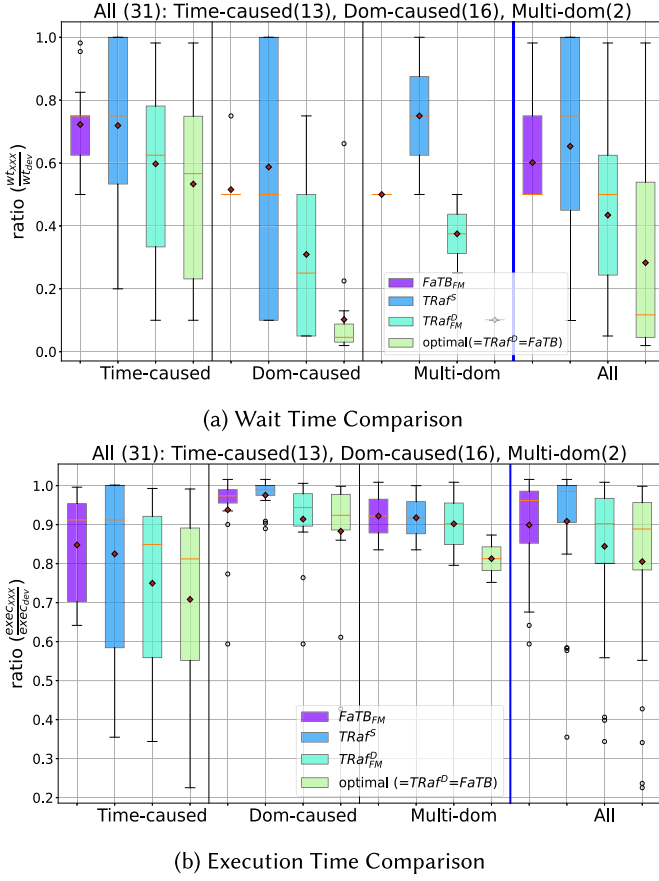 All (31): Time-caused(13), Dom-caused(16), Multi-dom(2)
1.0
0.8
0.6
0.4
0.2
0.0
ratio (wt_XXX / wt_dev)
FaTB_FM
TRaf^S
TRaf^D_FM
optimal(=TRaf^D=FaTB)
Time-caused Dom-caused Multi-dom All
(a) Wait Time Comparison
All (31): Time-caused(13), Dom-caused(16), Multi-dom(2)
1.0
0.9
0.8
0.7
0.6
0.5
0.4
0.3
0.2
ratio (exec_XXX / exec_dev)
FaTB_FM
TRaf^S
TRaf^D_FM
optimal (=TRaf^D=FaTB)
Time-caused Dom-caused Multi-dom All
(b) Execution Time Comparison